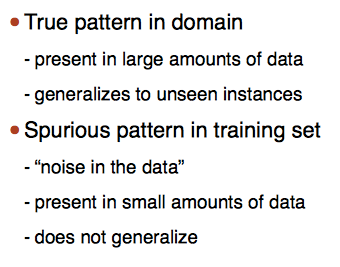 • True pattern in domain
- present in large amounts of data
- generalizes to unseen instances
• Spurious pattern in training set
- “noise in the data”
- present in small amounts of data
- does not generalize